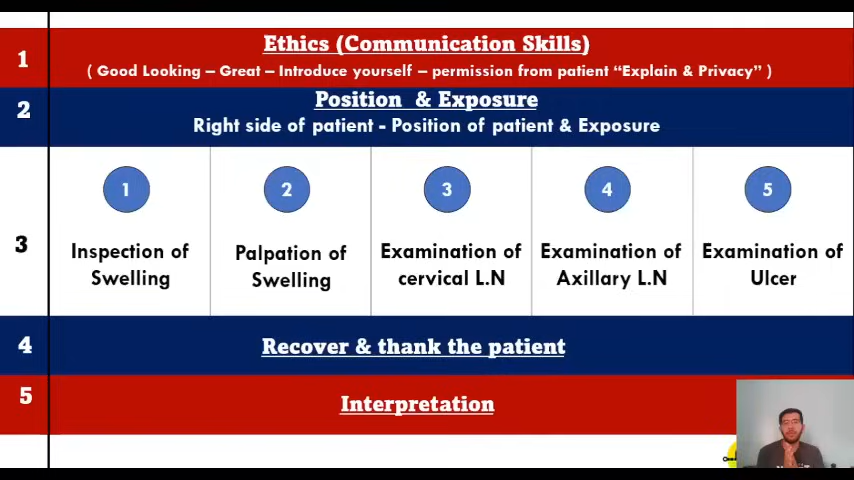 1
Ethics (Communication Skills)
( Good Looking – Great – Introduce yourself – permission from patient “Explain & Privacy” )
2
Position & Exposure
Right side of patient - Position of patient & Exposure
3
1
Inspection of
Swelling
2
Palpation of
Swelling
3
Examination of
cervical L.N
4
Examination of
Axillary L.N
5
Examination of
Ulcer
4
Recover & thank the patient
5
Interpretation